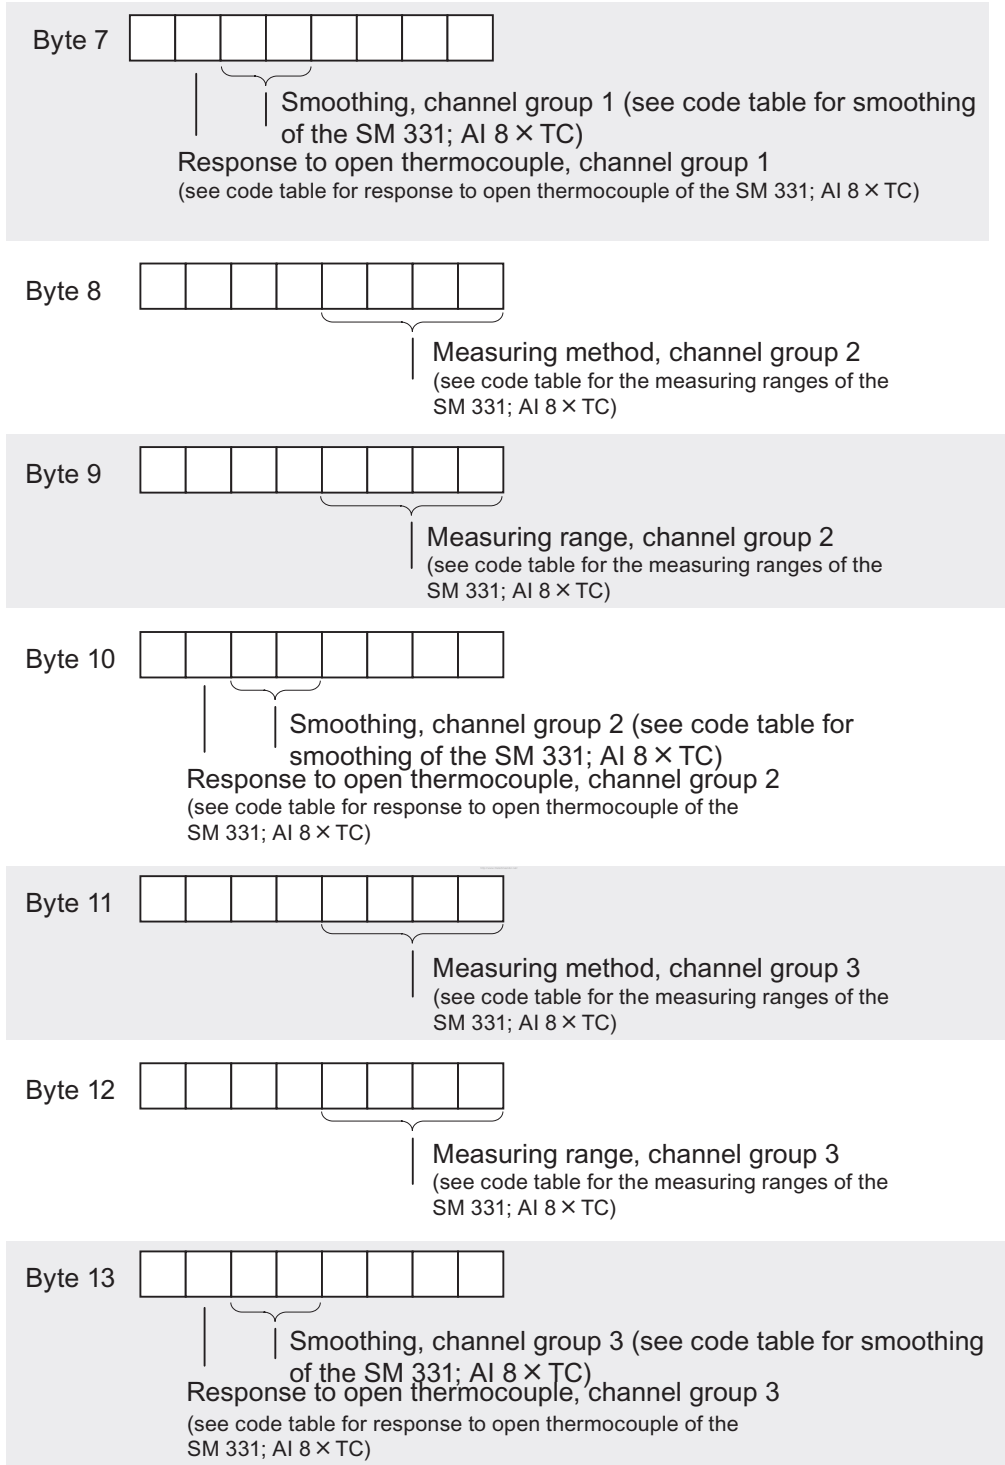 Byte 7
Smoothing, channel group 1 (see code table for smoothing
of the SM 331; AI 8 × TC)
Response to open thermocouple, channel group 1
(see code table for response to open thermocouple of the SM 331; AI 8 × TC)
Byte 8
Measuring method, channel group 2
(see code table for the measuring ranges of the
SM 331; AI 8 × TC)
Byte 9
Measuring range, channel group 2
(see code table for the measuring ranges of the
SM 331; AI 8 × TC)
Byte 10
Smoothing, channel group 2 (see code table for
smoothing of the SM 331; AI 8 × TC)
Response to open thermocouple, channel group 2
(see code table for response to open thermocouple of the
SM 331; AI 8 × TC)
Byte 11
Measuring method, channel group 3
(see code table for the measuring ranges of the
SM 331; AI 8 × TC)
Byte 12
Measuring range, channel group 3
(see code table for the measuring ranges of the
SM 331; AI 8 × TC)
Byte 13
Smoothing, channel group 3 (see code table for smoothing
of the SM 331; AI 8 × TC)
Response to open thermocouple, channel group 3
(see code table for response to open thermocouple of the
SM 331; AI 8 × TC)